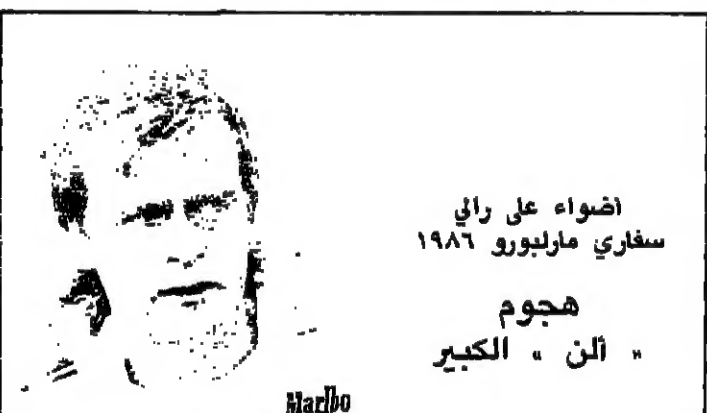 اضواء على رالي
سفاري مارلبورو ١٩٨٦
هجوم
« ألن » الكبير
Marlbo